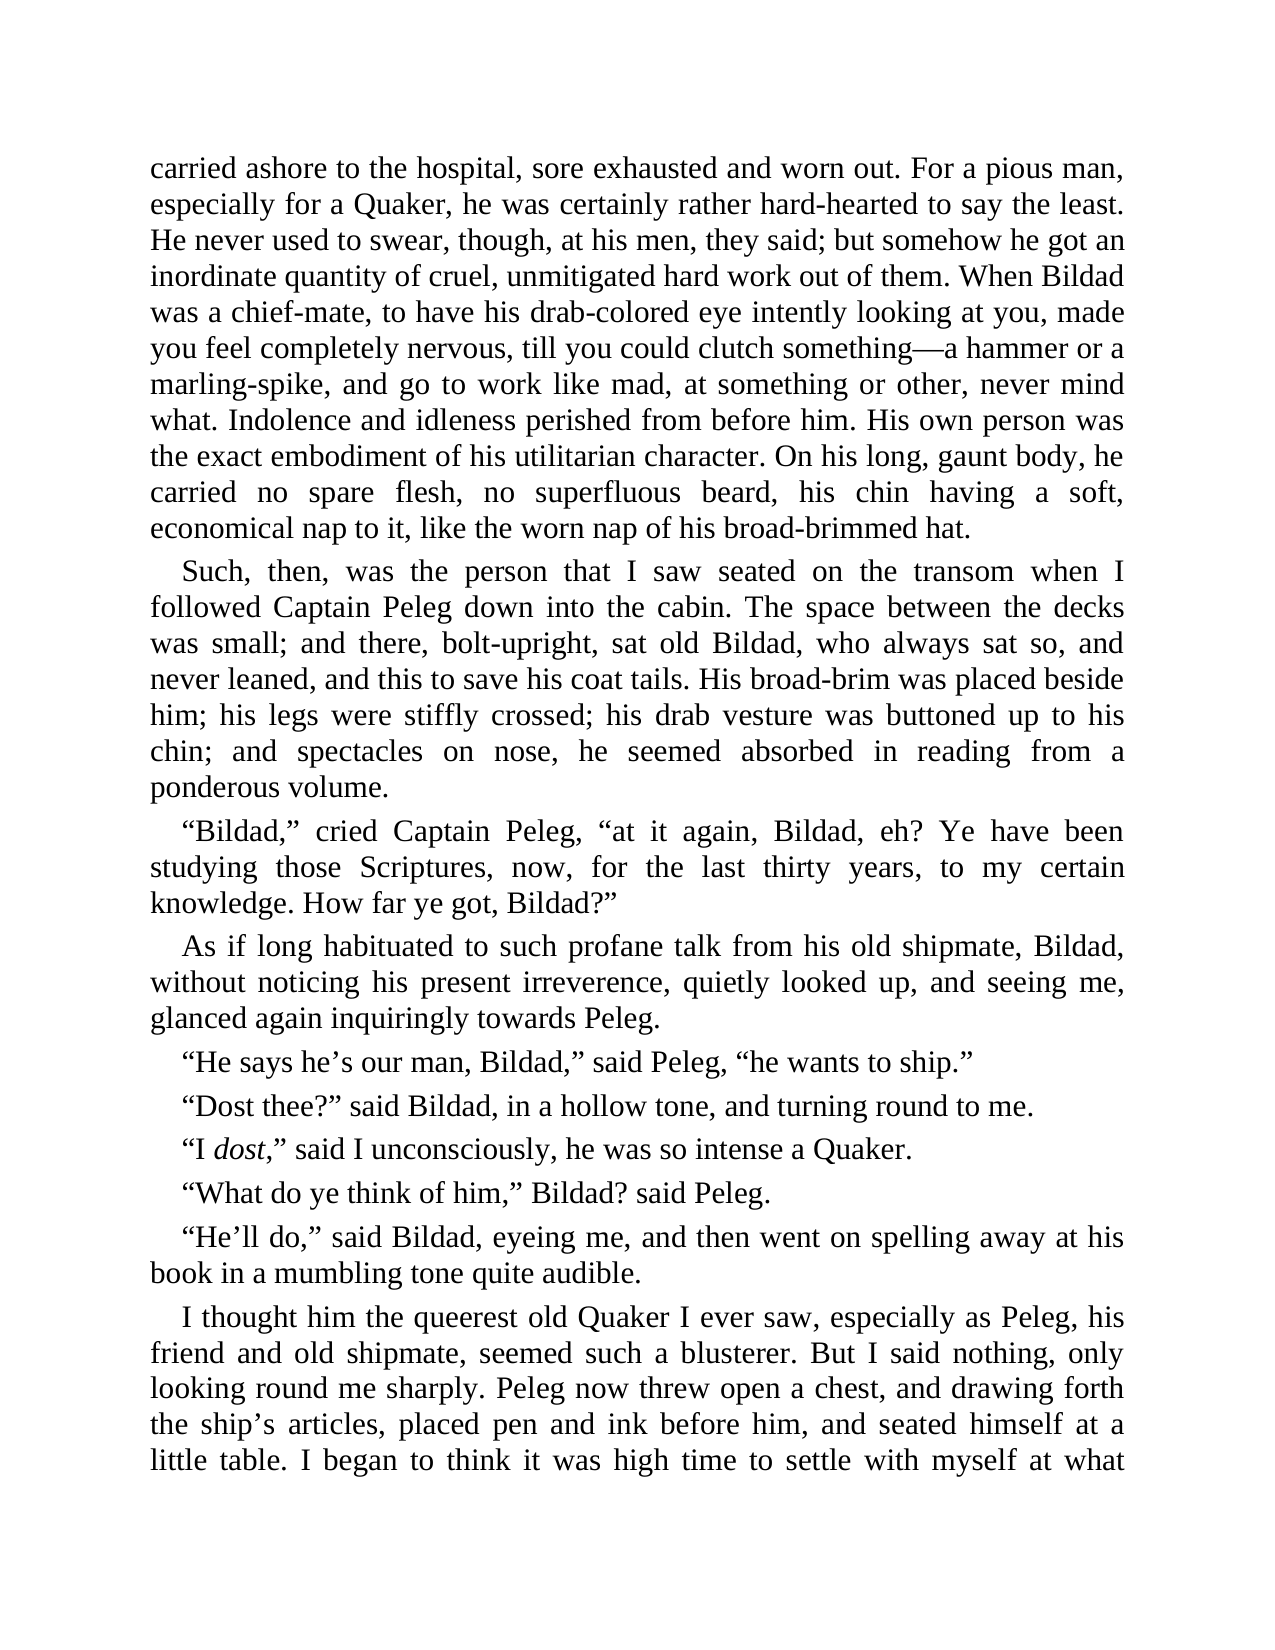 carried ashore to the hospital, sore exhausted and worn out. For a pious man,
especially for a Quaker, he was certainly rather hard-hearted to say the least.
He never used to swear, though, at his men, they said; but somehow he got an
inordinate quantity of cruel, unmitigated hard work out of them. When Bildad
was a chief-mate, to have his drab-colored eye intently looking at you, made
you feel completely nervous, till you could clutch something—a hammer or a
marling-spike, and go to work like mad, at something or other, never mind
what. Indolence and idleness perished from before him. His own person was
the exact embodiment of his utilitarian character. On his long, gaunt body, he
carried no spare flesh, no superfluous beard, his chin having a soft,
economical nap to it, like the worn nap of his broad-brimmed hat.
Such, then, was the person that I saw seated on the transom when I
followed Captain Peleg down into the cabin. The space between the decks
was small; and there, bolt-upright, sat old Bildad, who always sat so, and
never leaned, and this to save his coat tails. His broad-brim was placed beside
him; his legs were stiffly crossed; his drab vesture was buttoned up to his
chin; and spectacles on nose, he seemed absorbed in reading from a
ponderous volume.
“Bildad,” cried Captain Peleg, “at it again, Bildad, eh? Ye have been
studying those Scriptures, now, for the last thirty years, to my certain
knowledge. How far ye got, Bildad?”
As if long habituated to such profane talk from his old shipmate, Bildad,
without noticing his present irreverence, quietly looked up, and seeing me,
glanced again inquiringly towards Peleg.
“He says he’s our man, Bildad,” said Peleg, “he wants to ship.”
“Dost thee?” said Bildad, in a hollow tone, and turning round to me.
“I dost,” said I unconsciously, he was so intense a Quaker.
“What do ye think of him,” Bildad? said Peleg.
“He’ll do,” said Bildad, eyeing me, and then went on spelling away at his
book in a mumbling tone quite audible.
I thought him the queerest old Quaker I ever saw, especially as Peleg, his
friend and old shipmate, seemed such a blusterer. But I said nothing, only
looking round me sharply. Peleg now threw open a chest, and drawing forth
the ship’s articles, placed pen and ink before him, and seated himself at a
little table. I began to think it was high time to settle with myself at what